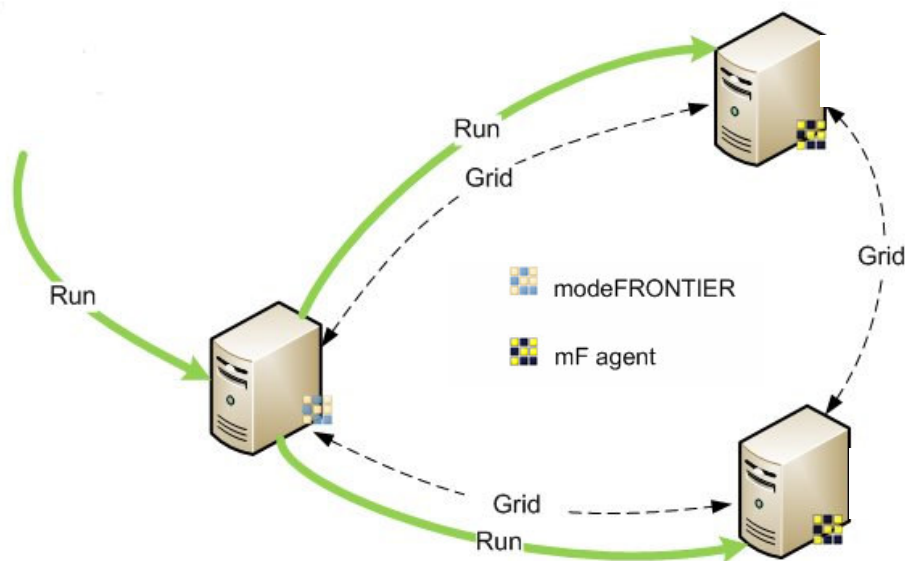 Run
Grid
Grid
modeFRONTIER
Run
mF agent
Grid
Run